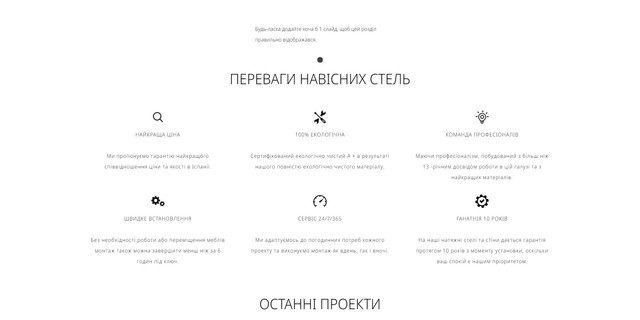 Будь-ласка додайте хоча б 1 слайд, щоб цей розділ
правильно відображався.
ПЕРЕВАГИ НАВІСНИХ СТЕЛЬ
НАЙКРАЩА ЦІНА
Ми пропонуємо гарантію найкращого
співвідношення ціни та якості в Іспанії.
100% ЕКОЛОГІЧНА
Сертифікований екологічно чистий А + в результаті
нашого повністю екологічно чистого матеріалу.
КОМАНДА ПРОФЕСІОНАЛІВ
Маючи професіоналізм, побудований з більш ніж
13 -річним досвідом роботи в цій галузі та з
найкращих матеріалів.
ШВИДКЕ ВСТАНОВЛЕННЯ
Без необхідності роботи або переміщення меблів
монтаж також можна завершити менш ніж за 6
годин під ключ.
СЕРВІС 24/7/365
Ми адаптуємось до погодинних потреб кожного
проекту та виконуємо монтаж як вдень, так і вночі.
ГАНАТНІЯ 10 РОКІВ
На наші натяжні стелі та стіни дається гарантія
протягом 10 років з моменту установки, оскільки
ваш спокій є нашим пріоритетом.
ОСТАННІ ПРОЕКТИ